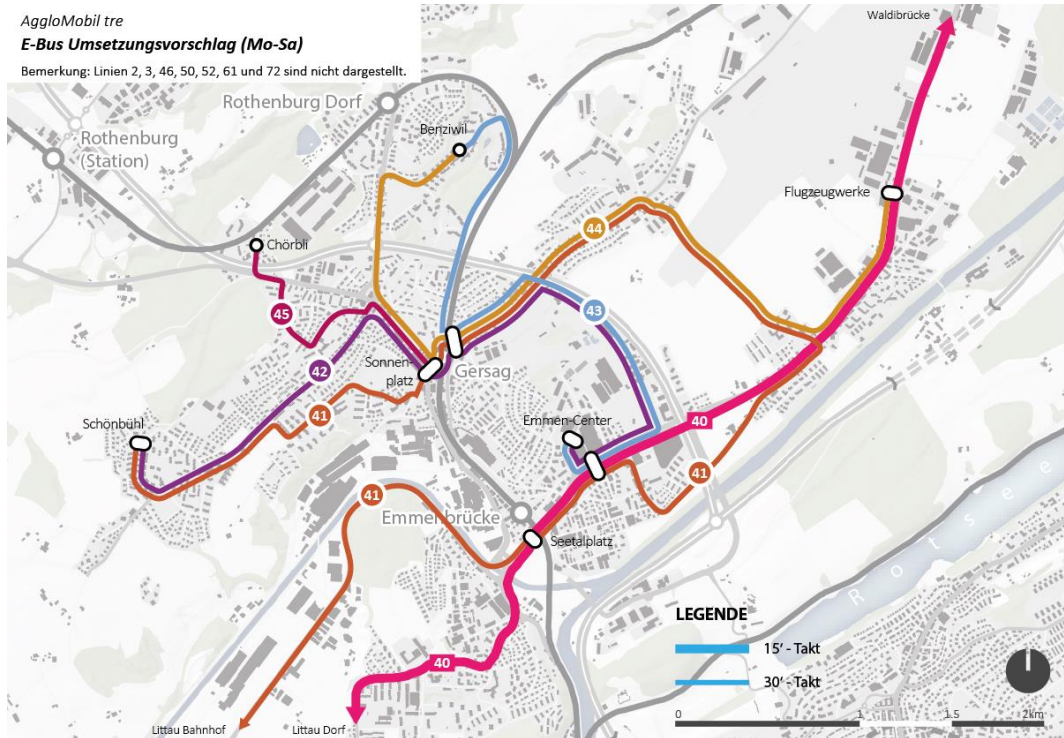 AggloMobil tre
E-Bus Umsetzungsvorschlag (Mo-Sa)
Bemerkung: Linien 2, 3, 46, 50, 52, 61 und 72 sind nicht dargestellt.
Waldibrücke
Rothenburg Dorf
Rothenburg
(Station)
Benziwil
Flugzeugwerke
Chörbli
44
45
43
Sonnen-
platz
Gersag
42
41
Schönbühl
Emmen-Center
40
41
41
Emmenbrücke
Seetalplatz
Rotsee
LEGENDE
15' - Takt
30' - Takt
40
0
1
1.5
2km
Littau Bahnhof
Littau Dorf